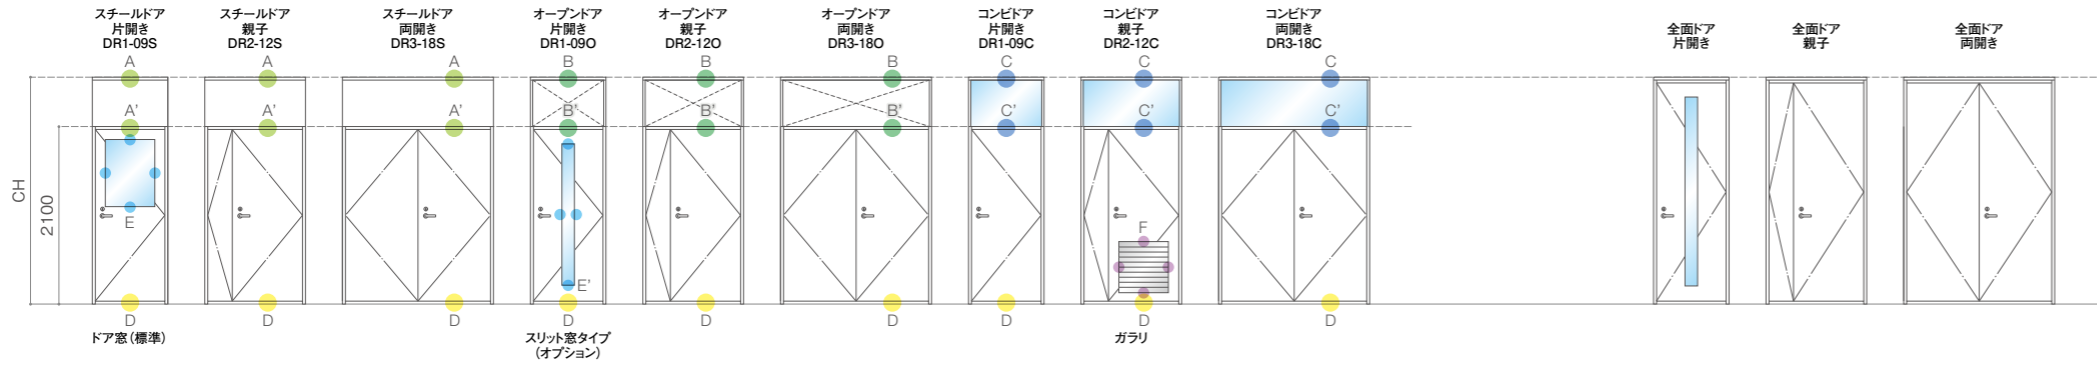 スチールドア
片開き
DR1-09S
スチールドア
親子
DR2-12S
スチールドア
両開き
DR3-18S
オープンドア
片開き
DR1-09O
オープンドア
親子
DR2-12O
オープンドア
両開き
DR3-18O
コンビドア
片開き
DR1-09C
コンビドア
親子
DR2-12C
コンビドア
両開き
DR3-18C
全面ドア
片開き
全面ドア
親子
全面ドア
両開き
A A A B B B C C C
A' A' A' B' B' B' C' C' C'
CH
2100
E
E'
F
D D D D D D D D D
ドア窓(標準)
スリット窓タイプ
(オプション)
ガラリ